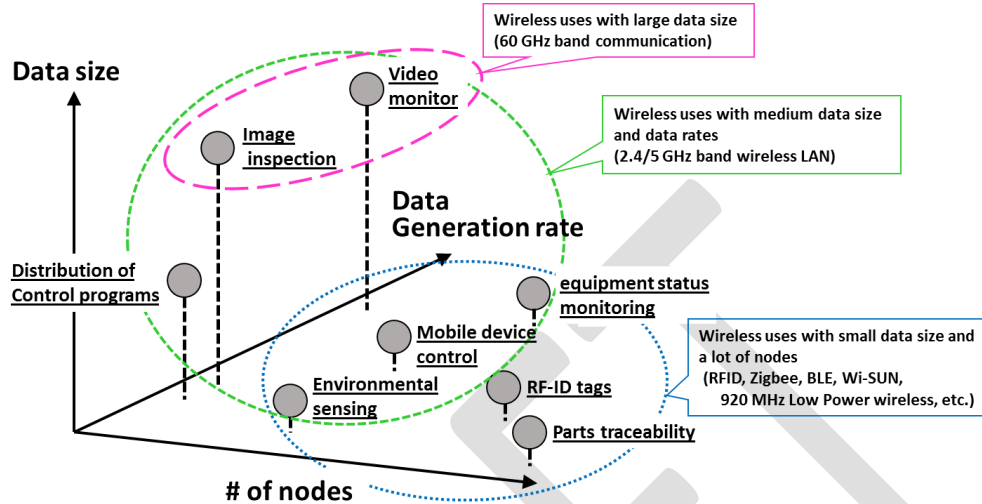 Wireless uses with large data size
(60 GHz band communication)
Data size
Video
monitor
Image
inspection
Wireless uses with medium data size
and data rates
(2.4/5 GHz band wireless LAN)
Data
Generation rate
Distribution of
Control programs
equipment status
monitoring
Mobile device
control
Wireless uses with small data size and
a lot of nodes
(RFID, Zigbee, BLE, Wi-SUN,
920 MHz Low Power wireless, etc.)
Environmental
sensing
RF-ID tags
Parts traceability
# of nodes